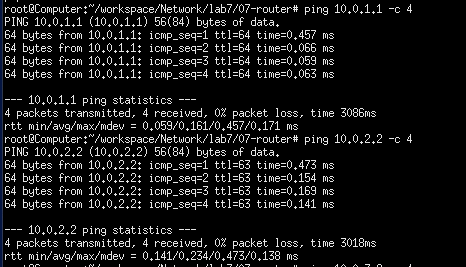 root@Computer:~/workspace/Network/lab7/07-router# ping 10.0.1.1 -c 4
PING 10.0.1.1 (10.0.1.1) 56(84) bytes of data.
64 bytes from 10.0.1.1: icmp_seq=1 ttl=64 time=0.457 ms
64 bytes from 10.0.1.1: icmp_seq=2 ttl=64 time=0.066 ms
64 bytes from 10.0.1.1: icmp_seq=3 ttl=64 time=0.059 ms
64 bytes from 10.0.1.1: icmp_seq=4 ttl=64 time=0.063 ms

--- 10.0.1.1 ping statistics ---
4 packets transmitted, 4 received, 0% packet loss, time 3086ms
rtt min/avg/max/mdev = 0.059/0.161/0.457/0.171 ms
root@Computer:~/workspace/Network/lab7/07-router# ping 10.0.2.2 -c 4
PING 10.0.2.2 (10.0.2.2) 56(84) bytes of data.
64 bytes from 10.0.2.2: icmp_seq=1 ttl=63 time=0.473 ms
64 bytes from 10.0.2.2: icmp_seq=2 ttl=63 time=0.154 ms
64 bytes from 10.0.2.2: icmp_seq=3 ttl=63 time=0.169 ms
64 bytes from 10.0.2.2: icmp_seq=4 ttl=63 time=0.141 ms

--- 10.0.2.2 ping statistics ---
4 packets transmitted, 4 received, 0% packet loss, time 3018ms
rtt min/avg/max/mdev = 0.141/0.234/0.473/0.138 ms